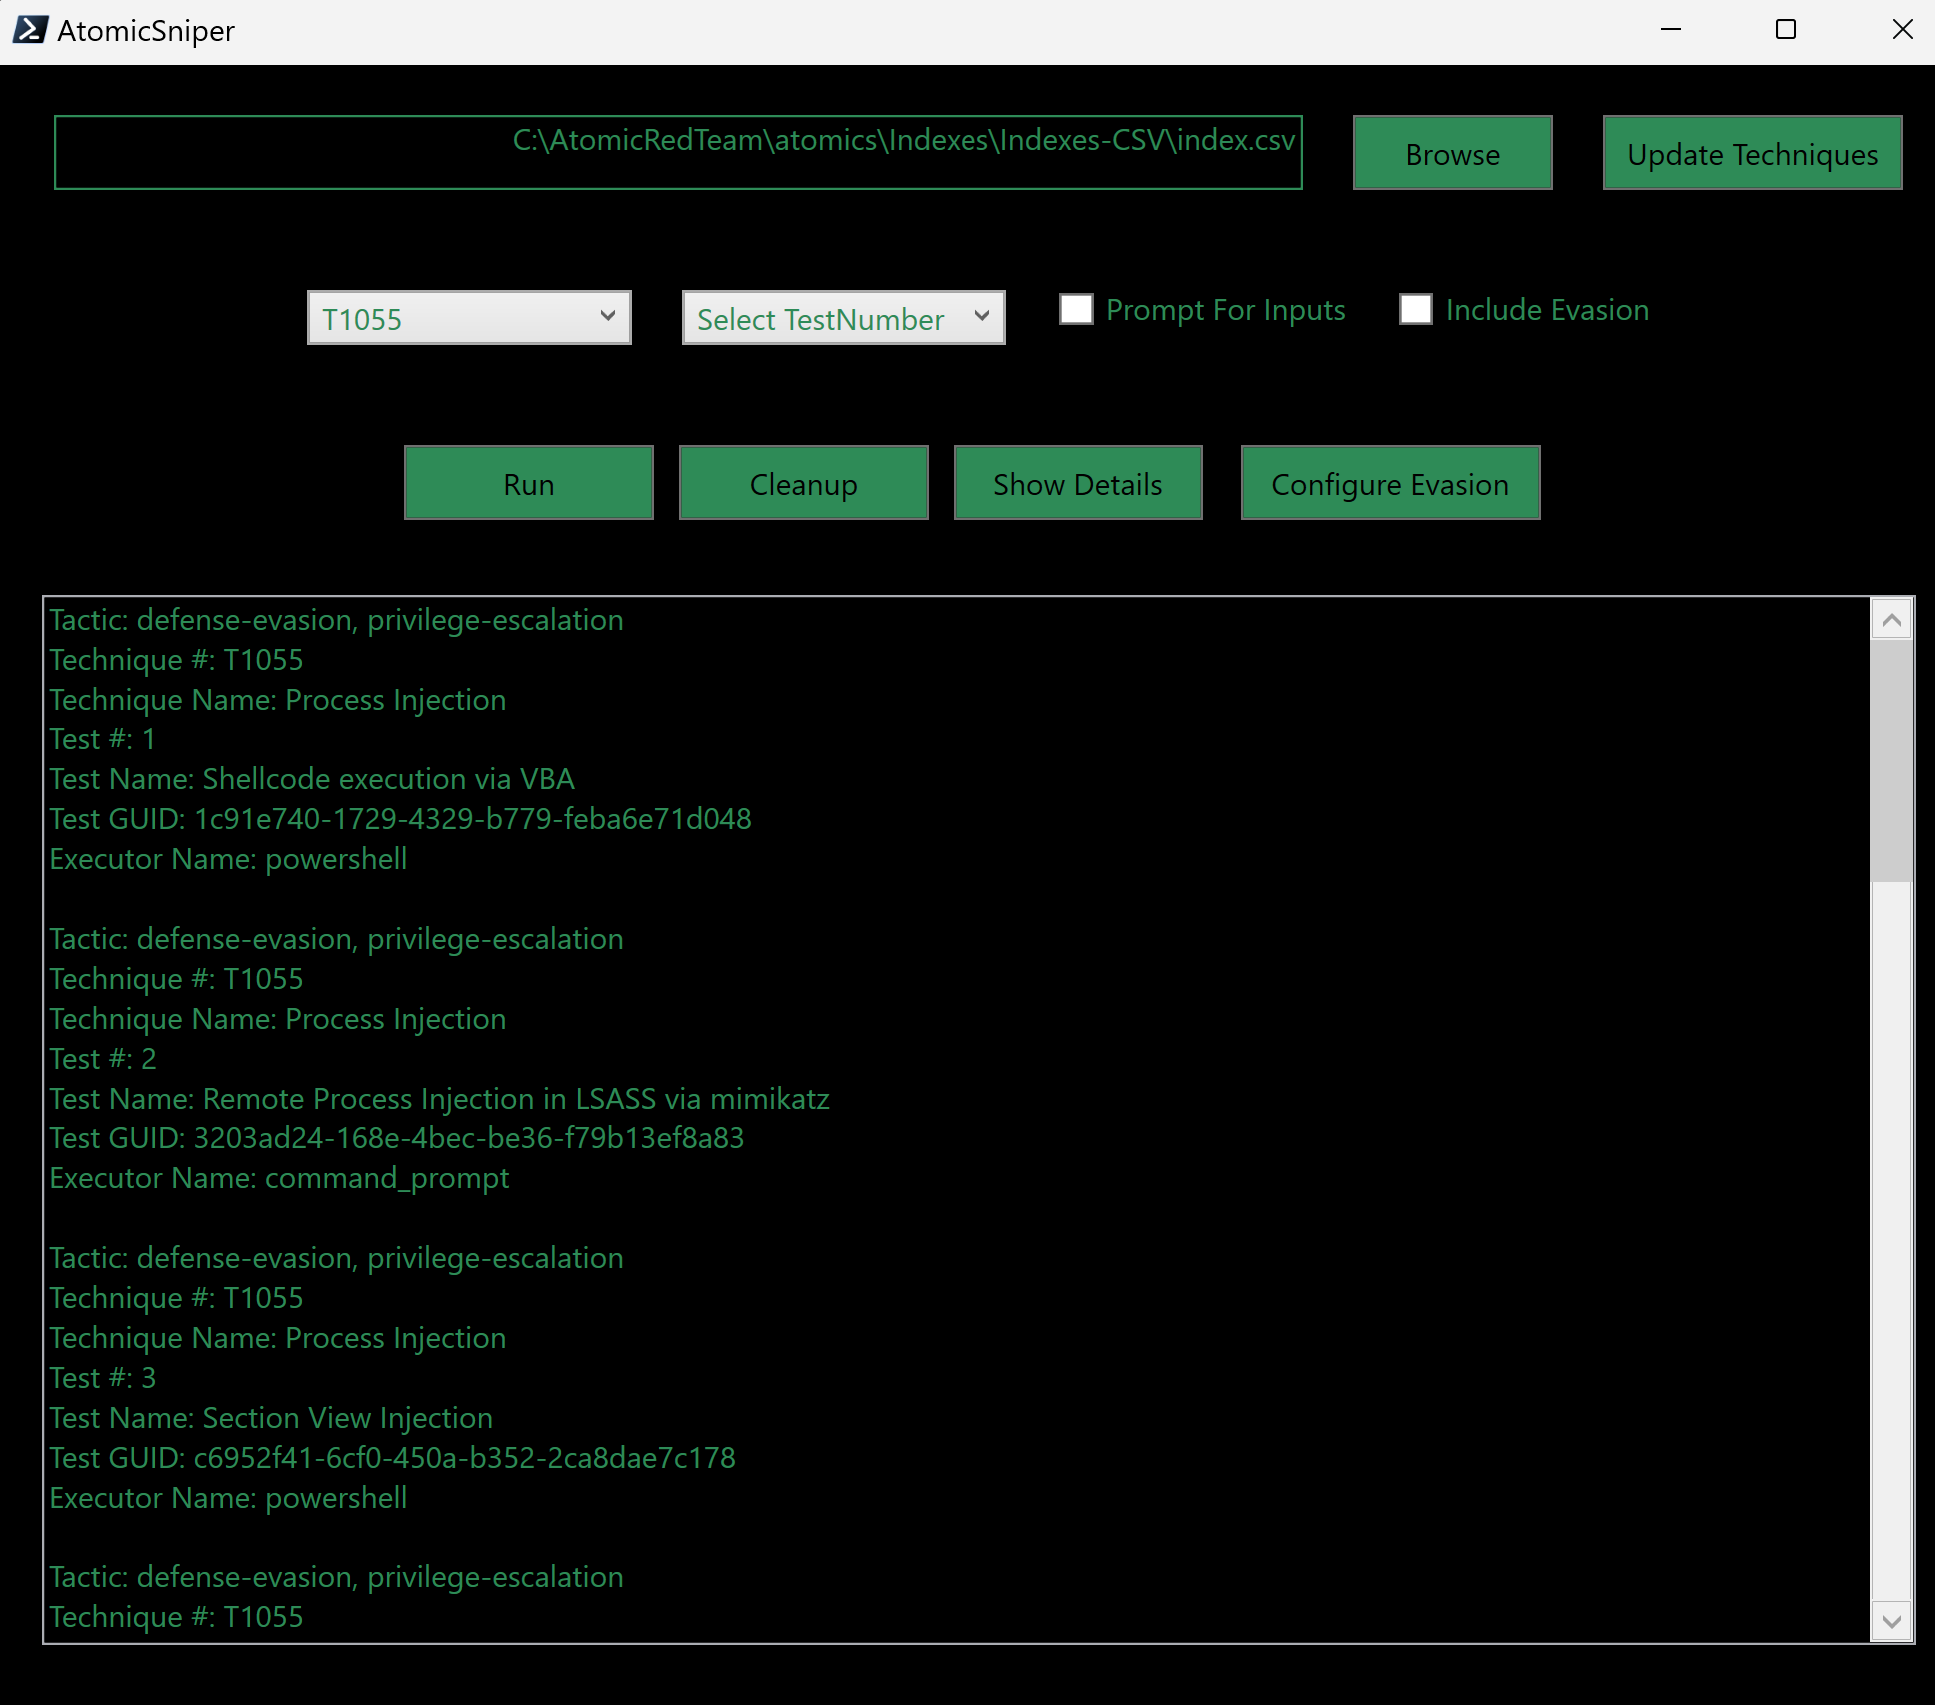 AtomicSniper
C:\AtomicRedTeam\atomics\Indexes\Indexes-CSV\index.csv
Browse
Update Techniques
T1055
Select TestNumber
Prompt For Inputs
Include Evasion
Run
Cleanup
Show Details
Configure Evasion
Tactic: defense-evasion, privilege-escalation
Technique #: T1055
Technique Name: Process Injection
Test #: 1
Test Name: Shellcode execution via VBA
Test GUID: 1c91e740-1729-4329-b779-feba6e71d048
Executor Name: powershell
Tactic: defense-evasion, privilege-escalation
Technique #: T1055
Technique Name: Process Injection
Test #: 2
Test Name: Remote Process Injection in LSASS via mimikatz
Test GUID: 3203ad24-168e-4bec-be36-f79b13ef8a83
Executor Name: command_prompt
Tactic: defense-evasion, privilege-escalation
Technique #: T1055
Technique Name: Process Injection
Test #: 3
Test Name: Section View Injection
Test GUID: c6952f41-6cf0-450a-b352-2ca8dae7c178
Executor Name: powershell
Tactic: defense-evasion, privilege-escalation
Technique #: T1055